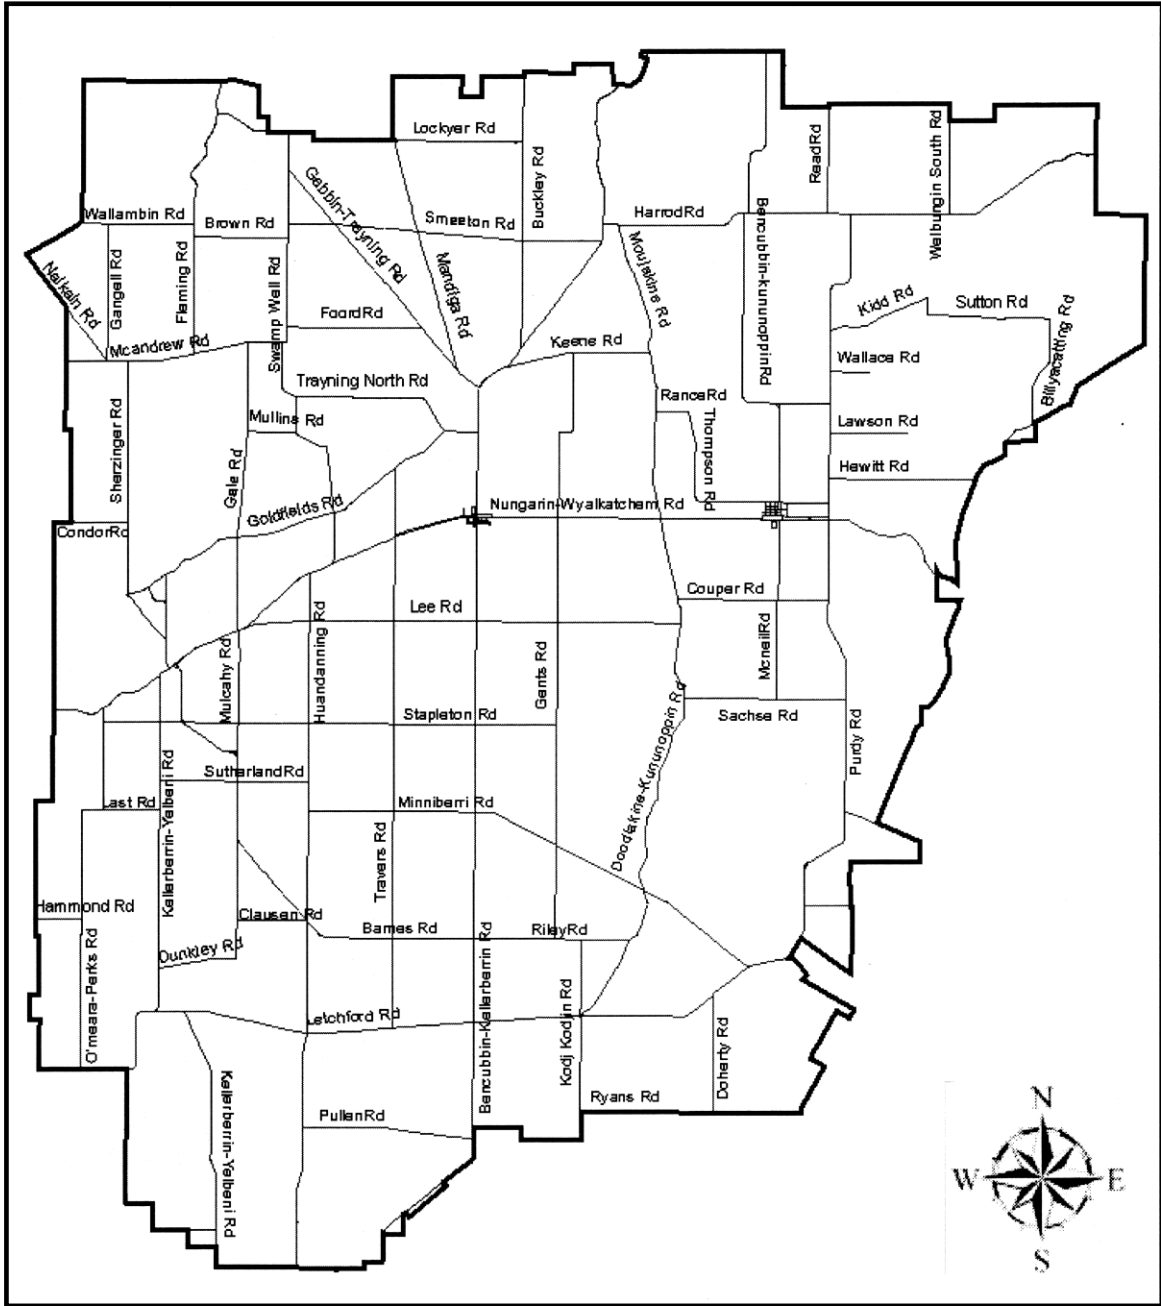 Lockyer Rd
Read Rd
Welbungin South Rd
Buckley Rd
Gabbin-Trayning Rd
Bencubbin-kununoppin Rd
Wallambin Rd
Brown Rd
Smeeton Rd
Harrod Rd
Nalkain Rd
Gangell Rd
Fleming Rd
Swamp Well Rd
Mandiga Rd
Moujakine Rd
Kidd Rd
Sutton Rd
Billyacatting Rd
Foord Rd
Mcandrew Rd
Keene Rd
Wallace Rd
Trayning North Rd
Rance Rd
Thompson Rd
Sherzinger Rd
Mullins Rd
Lawson Rd
Gale Rd
Hewitt Rd
Goldfields Rd
Nungarin-Wyalkatchem Rd
Condor Rd
Couper Rd
Lee Rd
Huandanning Rd
Mcneil Rd
Mulcahy Rd
Gents Rd
Stapleton Rd
Sachse Rd
Doodlakine-Kununoppin Rd
Purdy Rd
Sutherland Rd
Kellerberrin-Yelbeni Rd
Last Rd
Minniberri Rd
Travers Rd
Hammond Rd
Clausen Rd
Barnes Rd
Riley Rd
O'meara-Perks Rd
Dunkley Rd
Bencubbin-Kellerberrin Rd
Kodj Kodjin Rd
Letchford Rd
Doherty Rd
Ryans Rd
Kellerberrin-Yelbeni Rd
Pullen Rd
N
W E
S